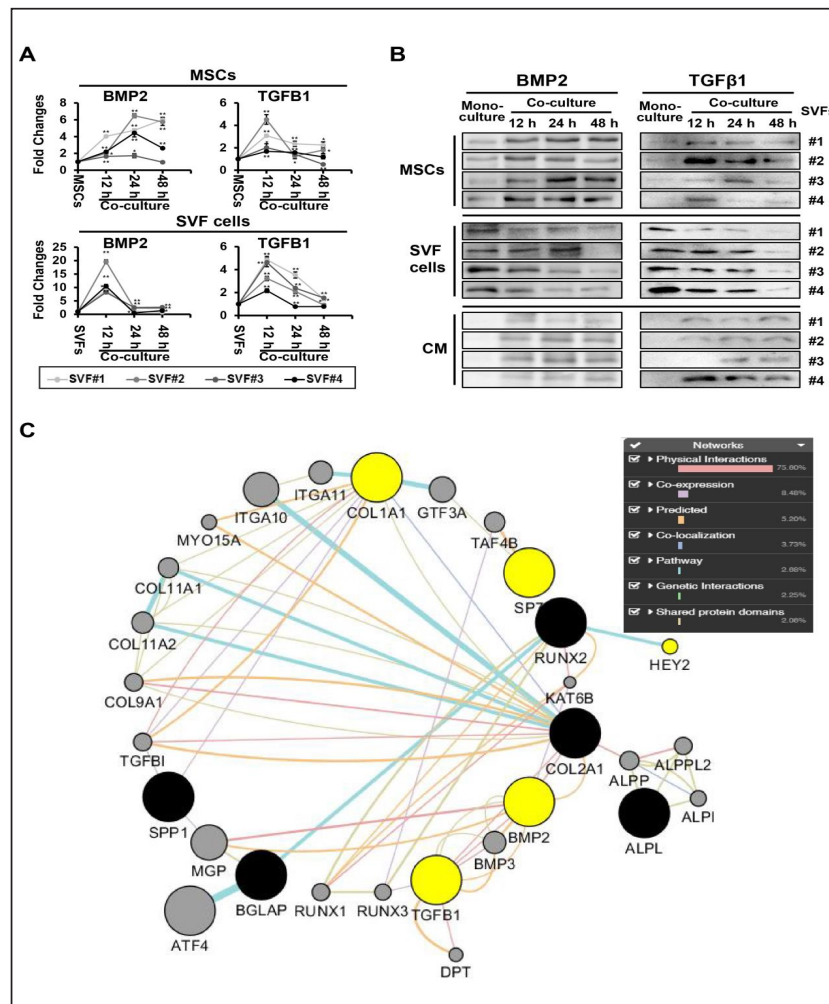 A
MSCs
BMP2
TGFB1
Fold Changes
8
6
4
2
0
6
5
4
3
2
1
0
MSCs
12 h
24 h
48 h
Co-culture
MSCs
12 h
24 h
48 h
Co-culture
SVF cells
BMP2
TGFB1
Fold Changes
25
20
15
10
5
0
6
5
4
3
2
1
0
SVFs
12 h
24 h
48 h
Co-culture
SVFs
12 h
24 h
48 h
Co-culture
SVF#1 SVF#2 SVF#3 SVF#4
B
BMP2
TGFβ1
Mono-culture
Co-culture
12 h 24 h 48 h
Mono-culture
Co-culture
12 h 24 h 48 h
MSCs
#1
#2
#3
#4
SVF cells
#1
#2
#3
#4
CM
#1
#2
#3
#4
C
Networks
Physical Interactions
75.60%
Co-expression
8.48%
Predicted
5.20%
Co-localization
3.73%
Pathway
Genetic Interactions
2.25%
Shared protein domains
ITGA11
COL1A1
GTF3A
ITGA10
MYO15A
TAF4B
COL11A1
RUNX2
HEY2
COL11A2
KAT6B
COL9A1
COL2A1
ALPP
ALPPL2
TGFBI
ALPI
SPP1
BMP2
ALPL
MGP
BMP3
BGLAP
RUNX1
RUNX3
TGFB1
ATF4
DPT